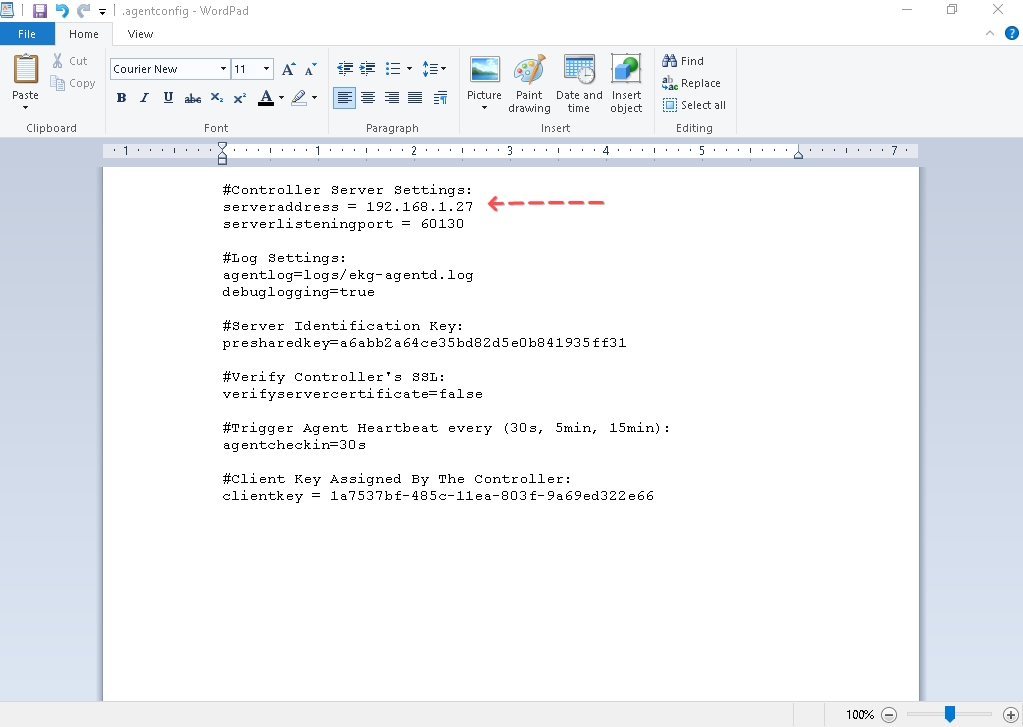 .agentconfig - WordPad
File Home View
Paste
Cut
Copy
Clipboard
Courier New 11
Font
Paragraph
Picture
Paint drawing
Date and time
Insert object
Insert
Find
Replace
Select all
Editing
1 1 2 3 4 5 7
#Controller Server Settings:
serveraddress = 192.168.1.27
serverlisteningport = 60130
#Log Settings:
agentlog=logs/ekg-agentd.log
debuglogging=true
#Server Identification Key:
presharedkey=a6abb2a64ce35bd82d5e0b841935ff31
#Verify Controller's SSL:
verifyservercertificate=false
#Trigger Agent Heartbeat every (30s, 5min, 15min):
agentcheckin=30s
#Client Key Assigned By The Controller:
clientkey = 1a7537bf-485c-11ea-803f-9a69ed322e66
100%